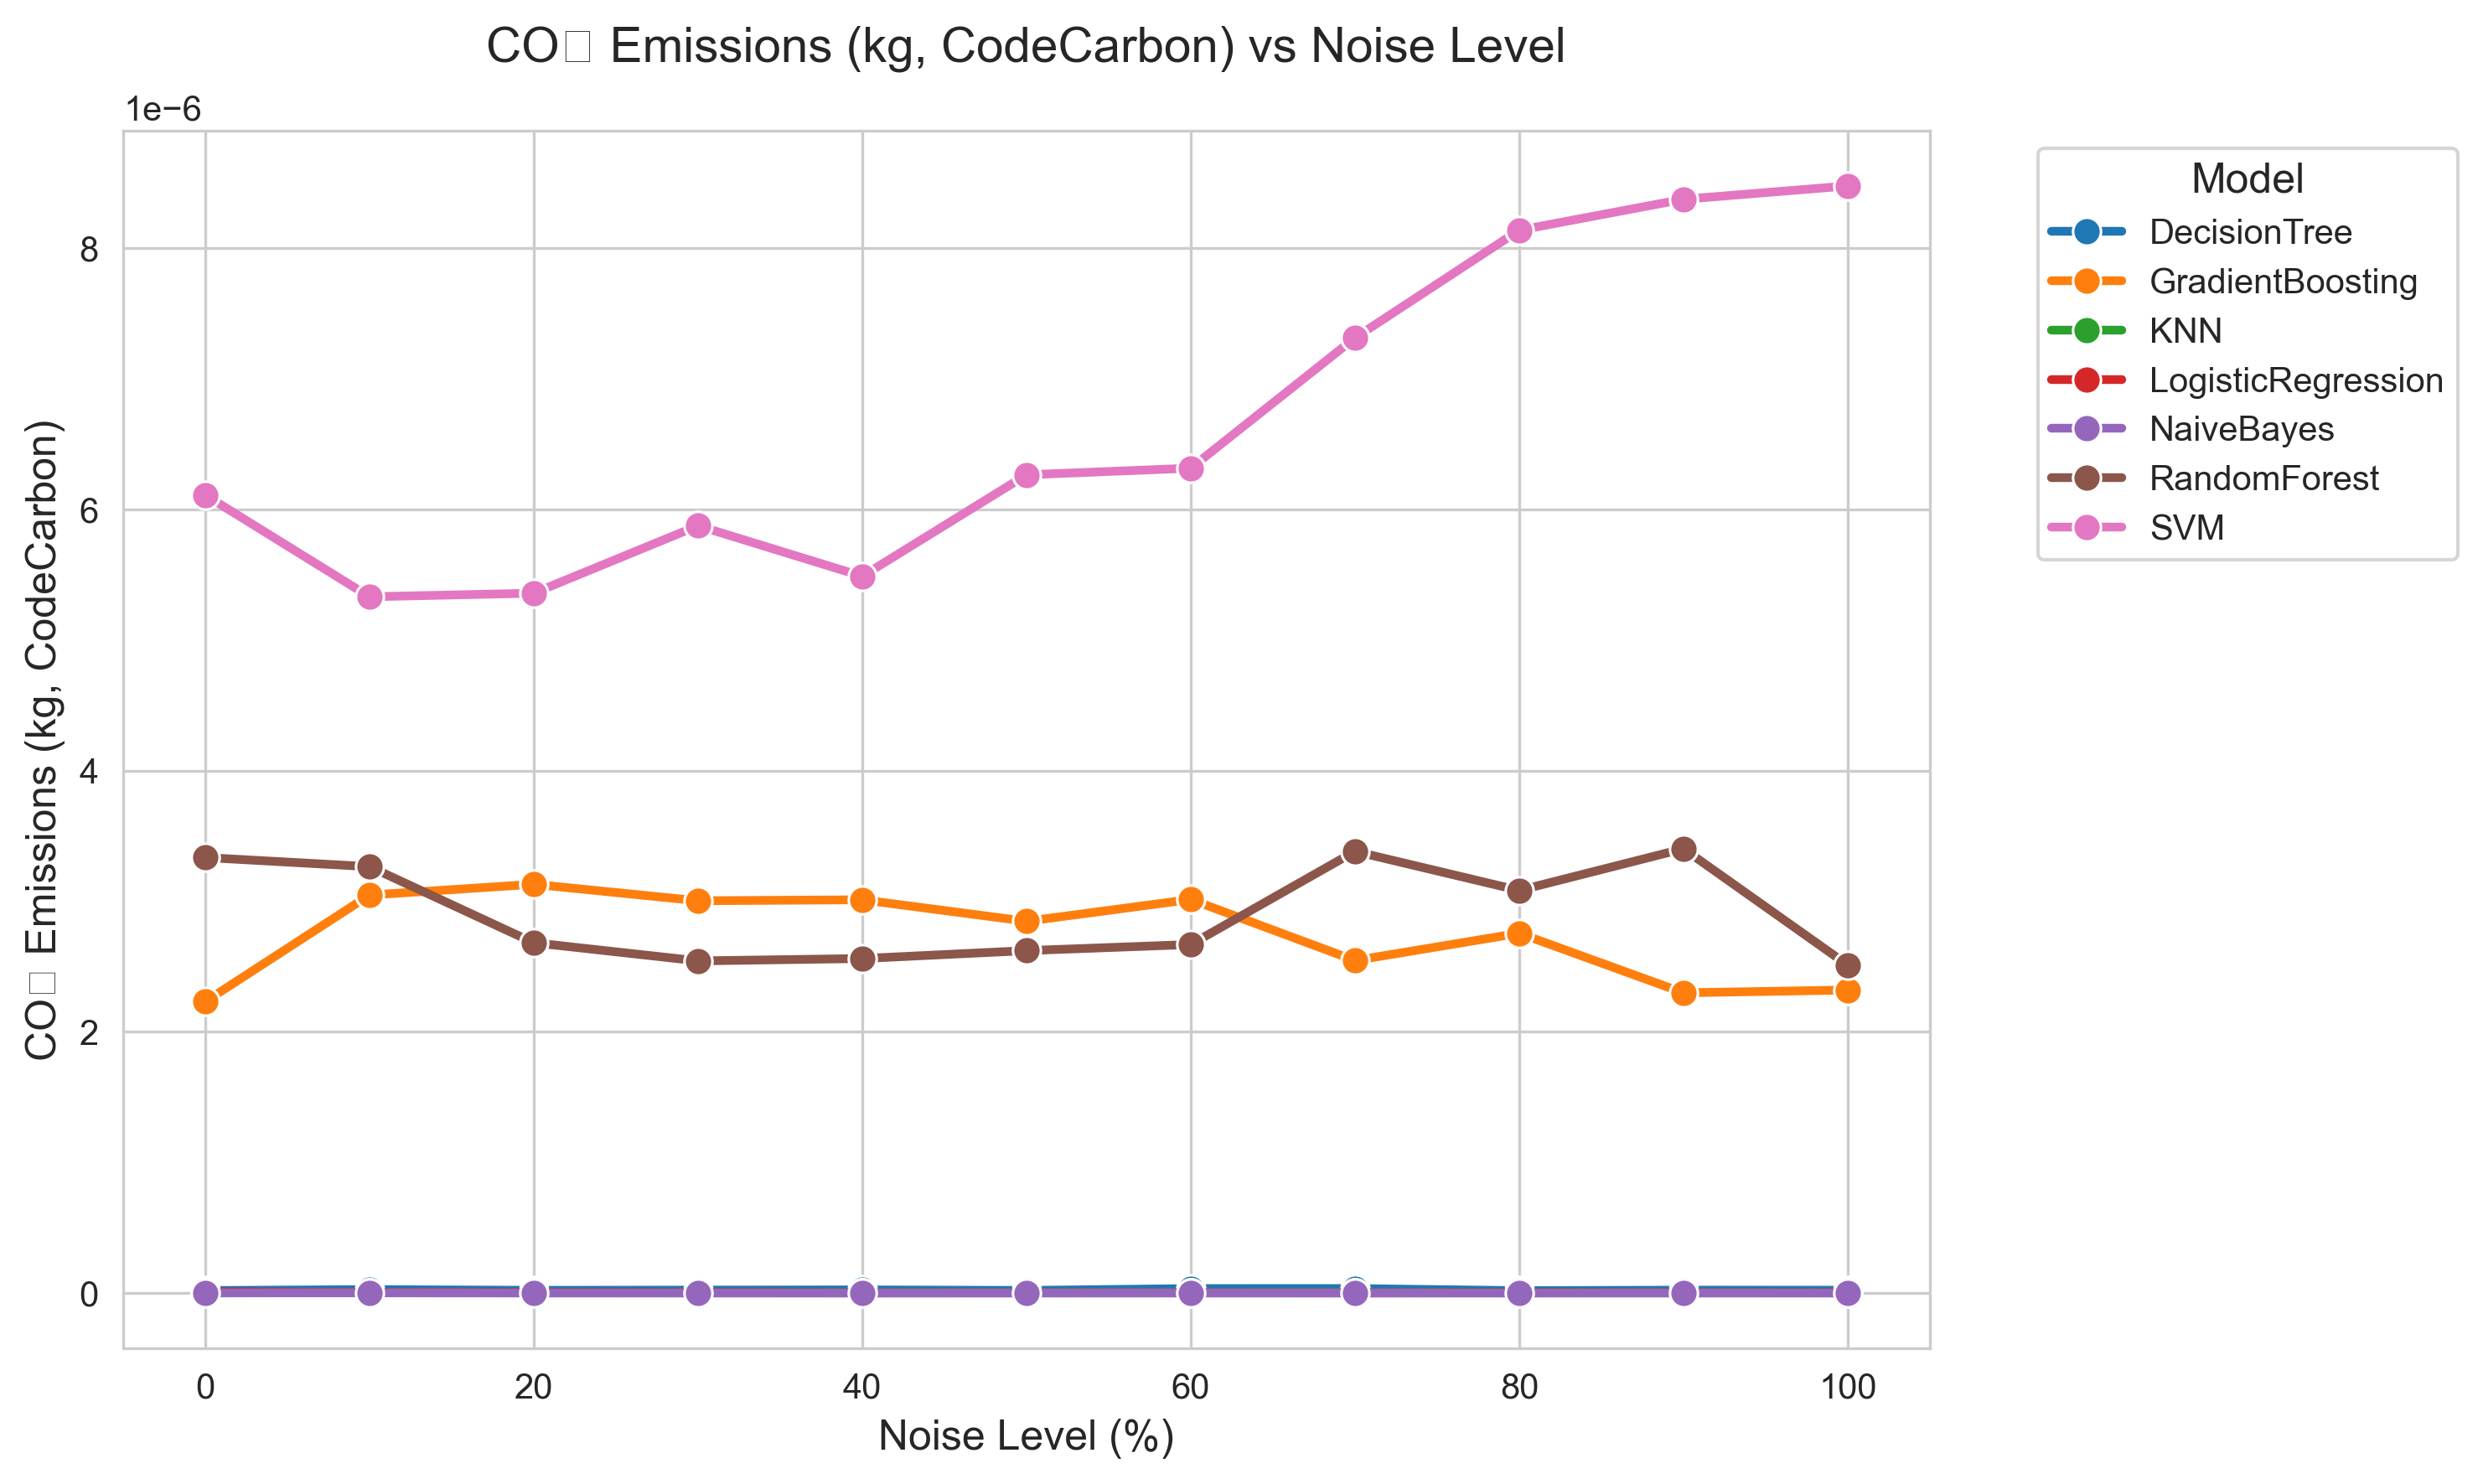 CO▯ Emissions (kg, CodeCarbon) vs Noise Level
1e−6
8
6
4
2
0
CO▯ Emissions (kg, CodeCarbon)
0 20 40 60 80 100
Noise Level (%)
Model
DecisionTree
GradientBoosting
KNN
LogisticRegression
NaiveBayes
RandomForest
SVM